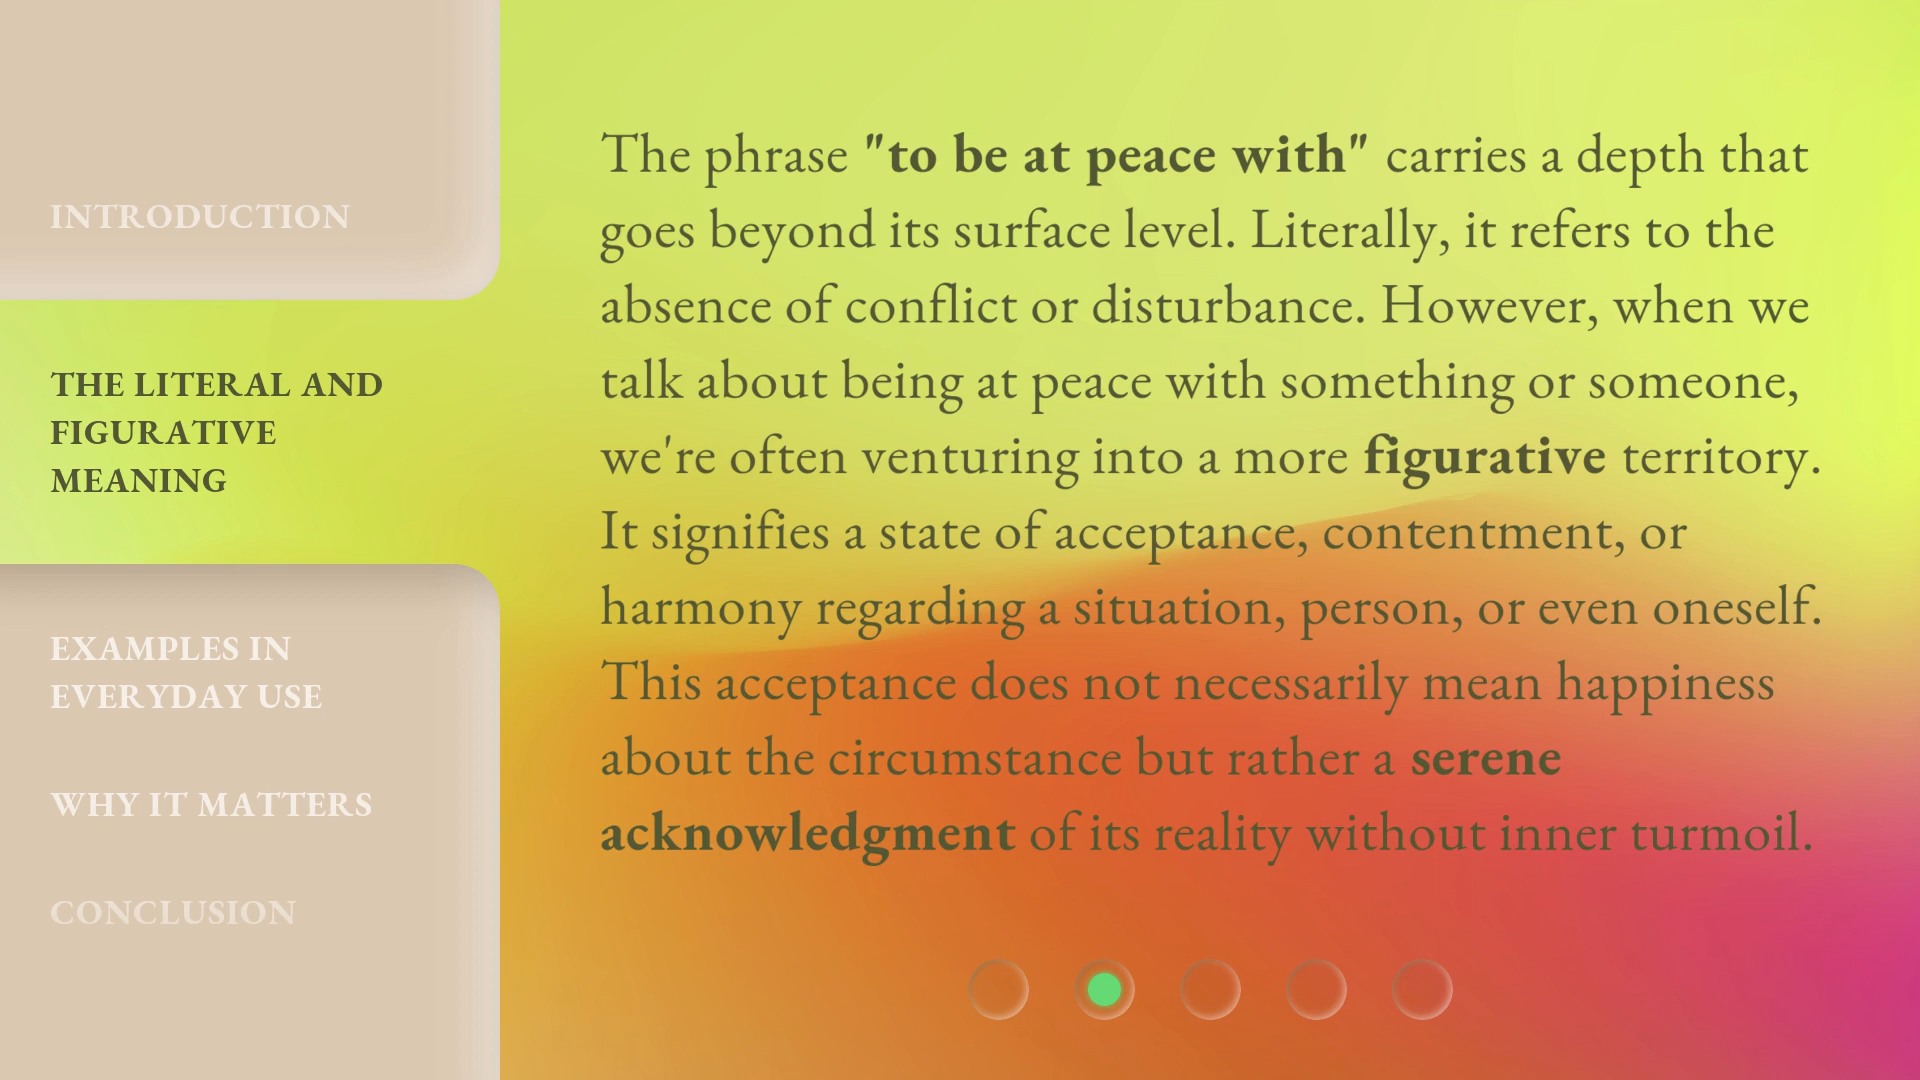 INTRODUCTION
THE LITERAL AND
FIGURATIVE
MEANING
EXAMPLES IN
EVERYDAY USE
WHY IT MATTERS
CONCLUSION
The phrase "to be at peace with" carries a depth that
goes beyond its surface level. Literally, it refers to the
absence of conflict or disturbance. However, when we
talk about being at peace with something or someone,
we're often venturing into a more figurative territory.
It signifies a state of acceptance, contentment, or
harmony regarding a situation, person, or even oneself.
This acceptance does not necessarily mean happiness
about the circumstance but rather a serene
acknowledgment of its reality without inner turmoil.